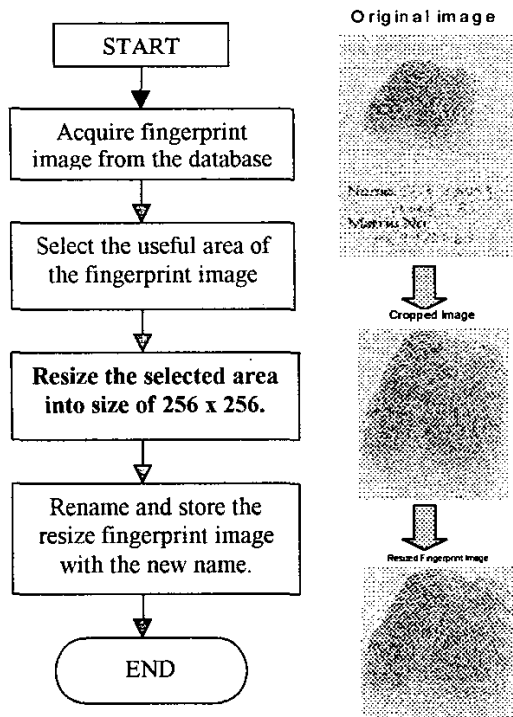 START
Acquire fingerprint
image from the database
Select the useful area of
the fingerprint image
Resize the selected area
into size of 256 x 256.
Rename and store the
resize fingerprint image
with the new name.
END
Original image
Name
Matric No
Cropped Image
Resized Fingerprint Image